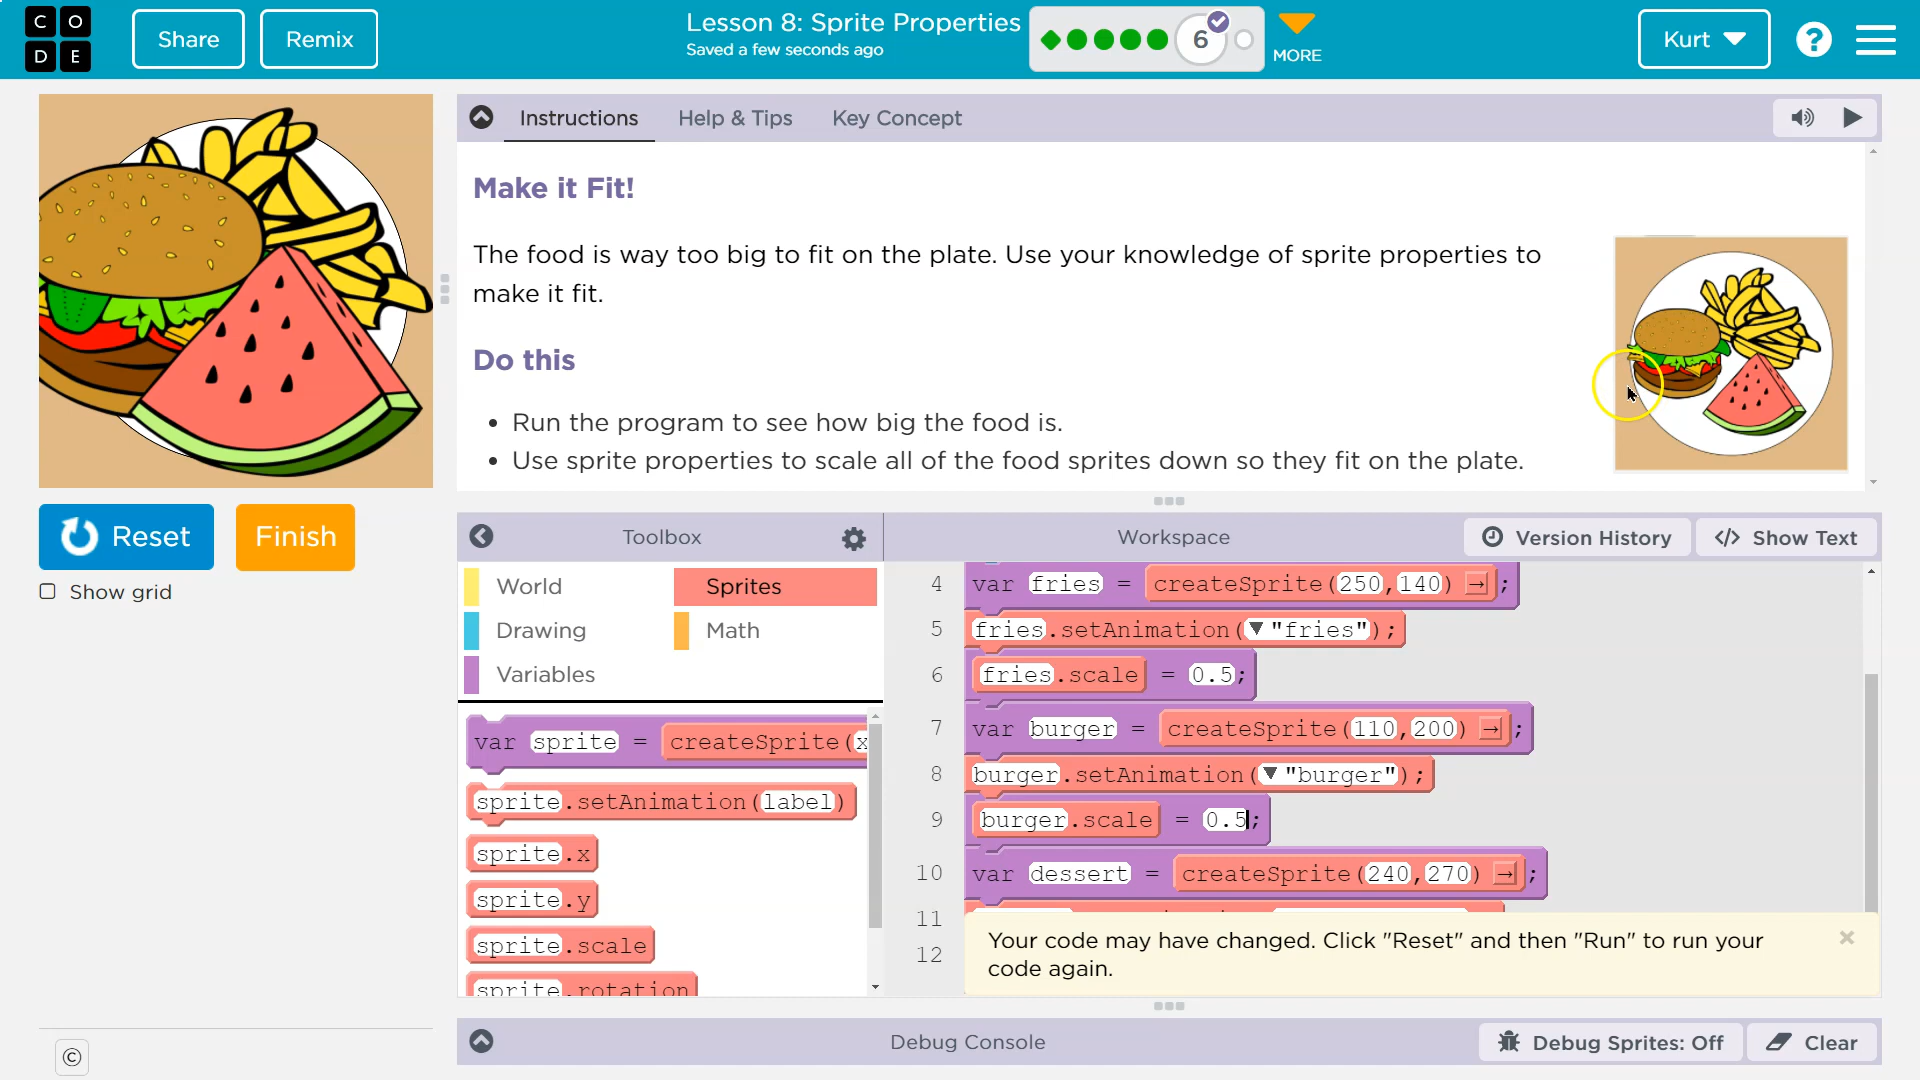 C O
D E
Share
Remix
Lesson 8: Sprite Properties
Saved a few seconds ago
6
MORE
Kurt
?
Instructions
Help & Tips
Key Concept
Make it Fit!
The food is way too big to fit on the plate. Use your knowledge of sprite properties to
make it fit.
Do this
• Run the program to see how big the food is.
• Use sprite properties to scale all of the food sprites down so they fit on the plate.
Reset
Finish
Show grid
Toolbox
Workspace
Version History
</> Show Text
World
Sprites
Drawing
Math
Variables
var sprite = createSprite(x
sprite.setAnimation(label)
sprite.x
sprite.y
sprite.scale
sprite.rotation
4 var fries = createSprite(250,140) → ;
5 fries.setAnimation(▼ "fries");
6 fries.scale = 0.5;
7 var burger = createSprite(110,200) → ;
8 burger.setAnimation(▼ "burger");
9 burger.scale = 0.5;
10 var dessert = createSprite(240,270) → ;
11
12
Your code may have changed. Click "Reset" and then "Run" to run your
code again.
×
©
Debug Console
Debug Sprites: Off
Clear